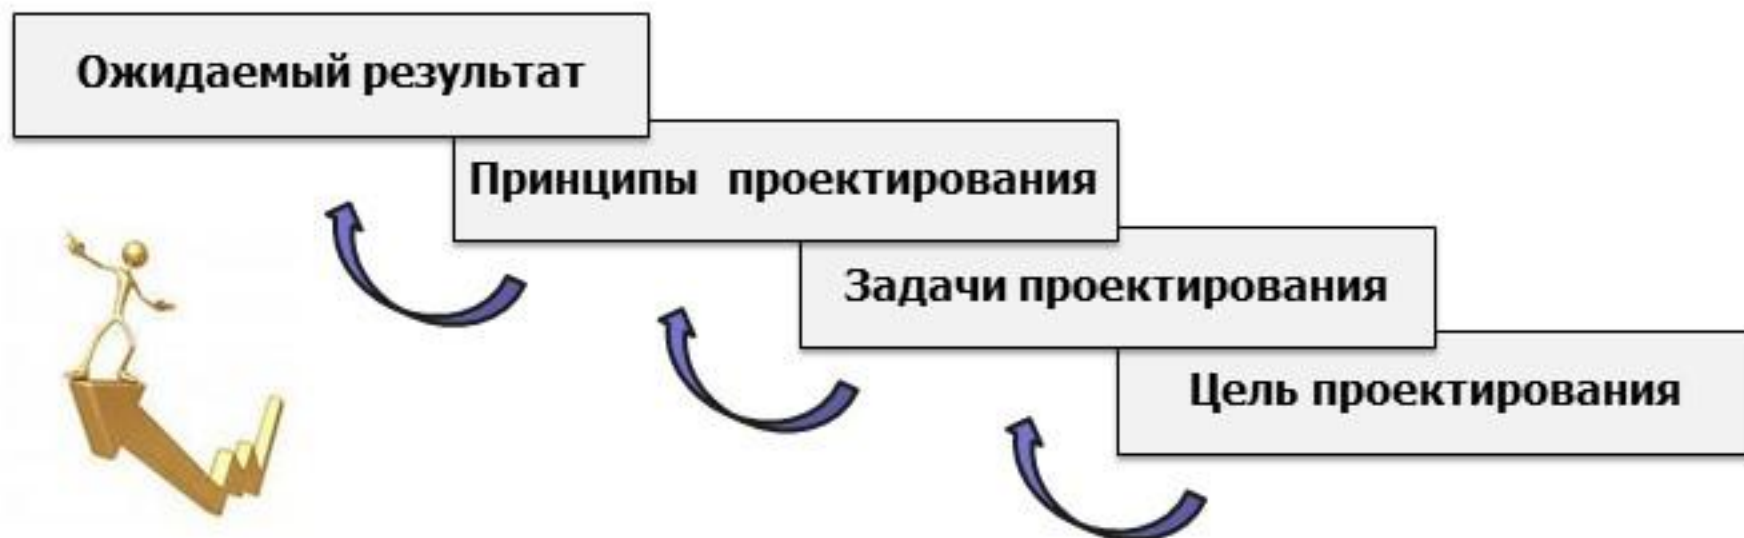 Ожидаемый результат
Принципы проектирования
Задачи проектирования
Цель проектирования